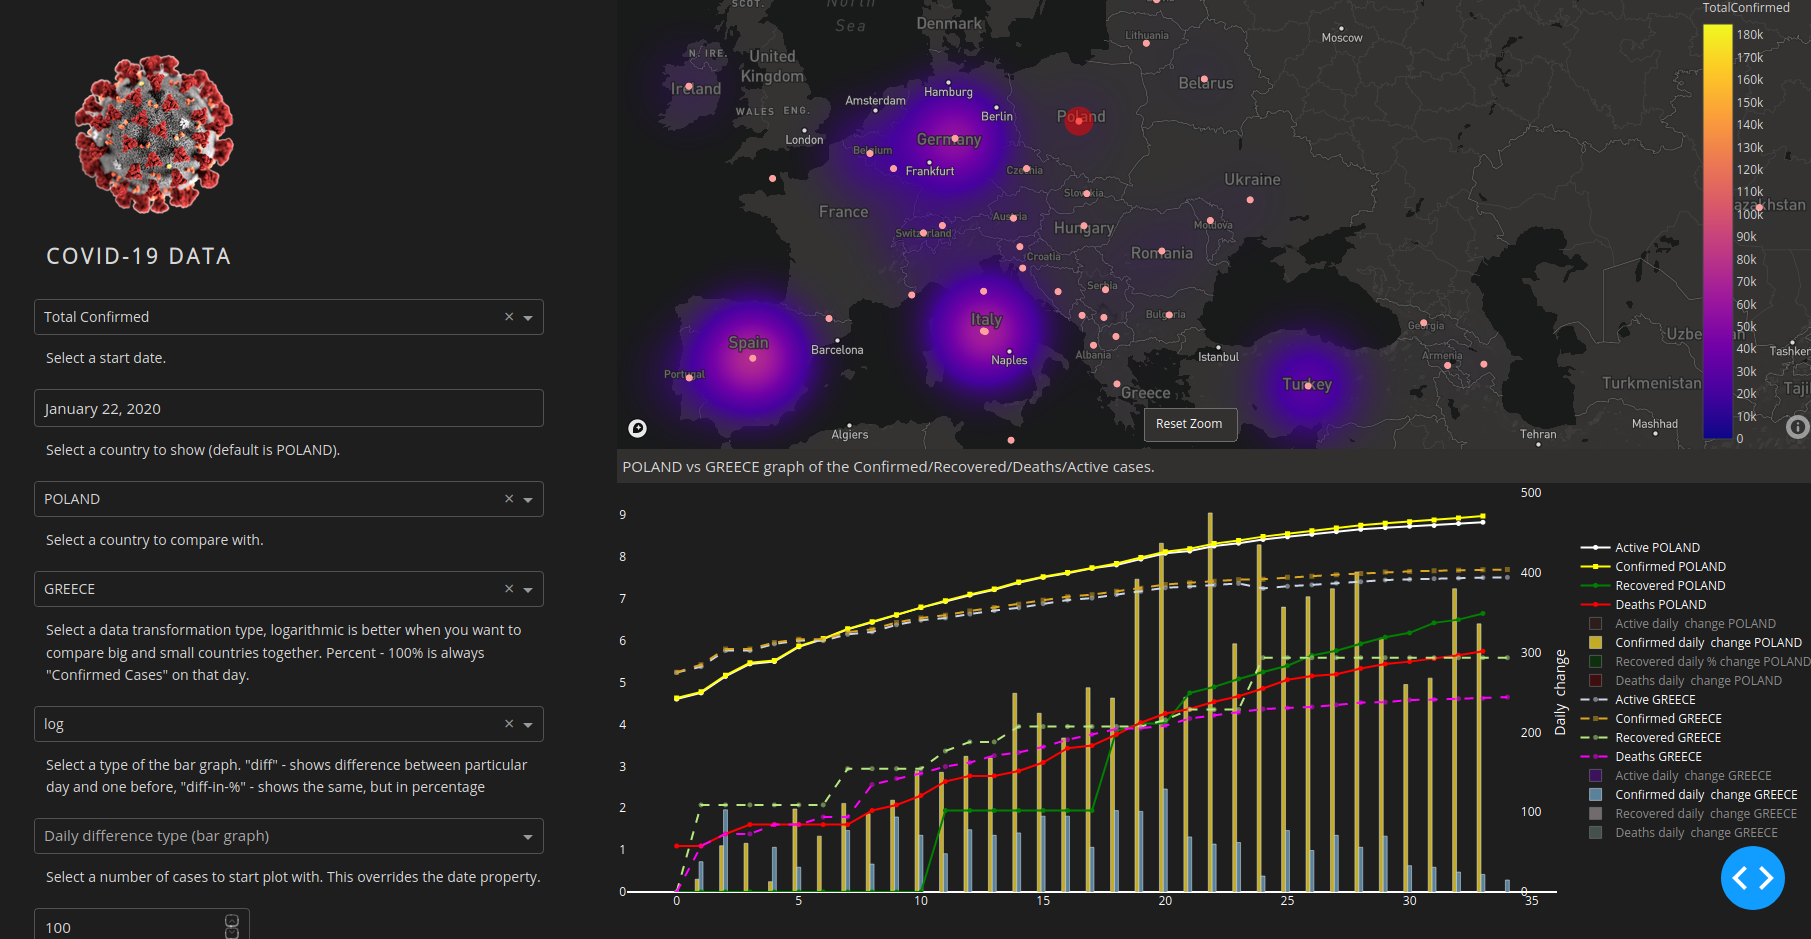 COVID-19 DATA
Total Confirmed
Select a start date.
January 22, 2020
Select a country to show (default is POLAND).
POLAND
Select a country to compare with.
GREECE
Select a data transformation type, logarithmic is better when you want to
compare big and small countries together. Percent - 100% is always
"Confirmed Cases" on that day.
log
Select a type of the bar graph. "diff" - shows difference between particular
day and one before, "diff-in-%" - shows the same, but in percentage
Daily difference type (bar graph)
Select a number of cases to start plot with. This overrides the date property.
100
SCOT.
North
Sea
Denmark
N. IRE.
United
Kingdom
Ireland
WALES ENG.
London
Amsterdam
Hamburg
Berlin
Germany
Belgium
Frankfurt
Poland
Lithuania
Belarus
Moscow
Czechia
Slovakia
Ukraine
France
Austria
Switzerland
Hungary
Moldova
Croatia
Romania
Serbia
Italy
Bulgaria
Georgia
Spain
Barcelona
Naples
Albania
Istanbul
Armenia
Portugal
Turkey
Greece
Turkmenistan
Algiers
Tehran
Mashhad
Reset Zoom
TotalConfirmed
180k
170k
160k
150k
140k
130k
120k
110k
100k
90k
80k
70k
60k
50k
40k
30k
20k
10k
0
azakhstan
Uzbe
an
Tashken
Taji
POLAND vs GREECE graph of the Confirmed/Recovered/Deaths/Active cases.
9
8
7
6
5
4
3
2
1
0
0
5
10
15
20
25
30
35
500
400
300
200
100
0
Daily change
Active POLAND
Confirmed POLAND
Recovered POLAND
Deaths POLAND
Active daily change POLAND
Confirmed daily change POLAND
Recovered daily % change POLAND
Deaths daily change POLAND
Active GREECE
Confirmed GREECE
Recovered GREECE
Deaths GREECE
Active daily change GREECE
Confirmed daily change GREECE
Recovered daily change GREECE
Deaths daily change GREECE